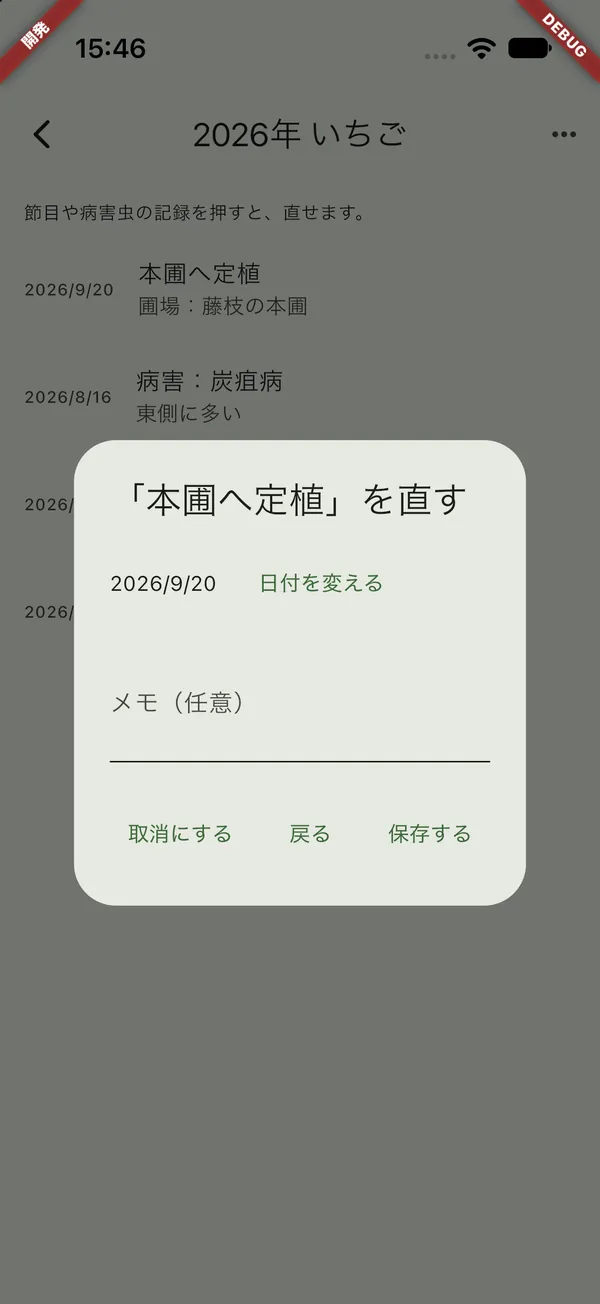 開発
15:46
DEBUG
2026年 いちご
節目や病害虫の記録を押すと、直せます。
2026/9/20
本圃へ定植
圃場：藤枝の本圃
2026/8/16
病害：炭疽病
東側に多い
2026/
2026/
「本圃へ定植」を直す
2026/9/20 日付を変える
メモ（任意）
取消にする 戻る 保存する